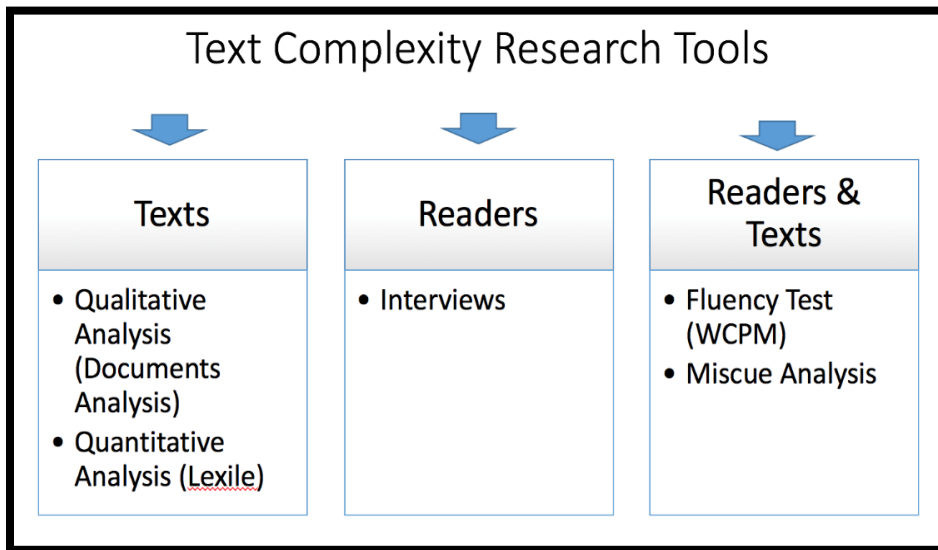 Text Complexity Research Tools
Texts
• Qualitative
Analysis
(Documents
Analysis)
• Quantitative
Analysis (Lexile)
Readers
• Interviews
Readers &
Texts
• Fluency Test
(WCPM)
• Miscue Analysis